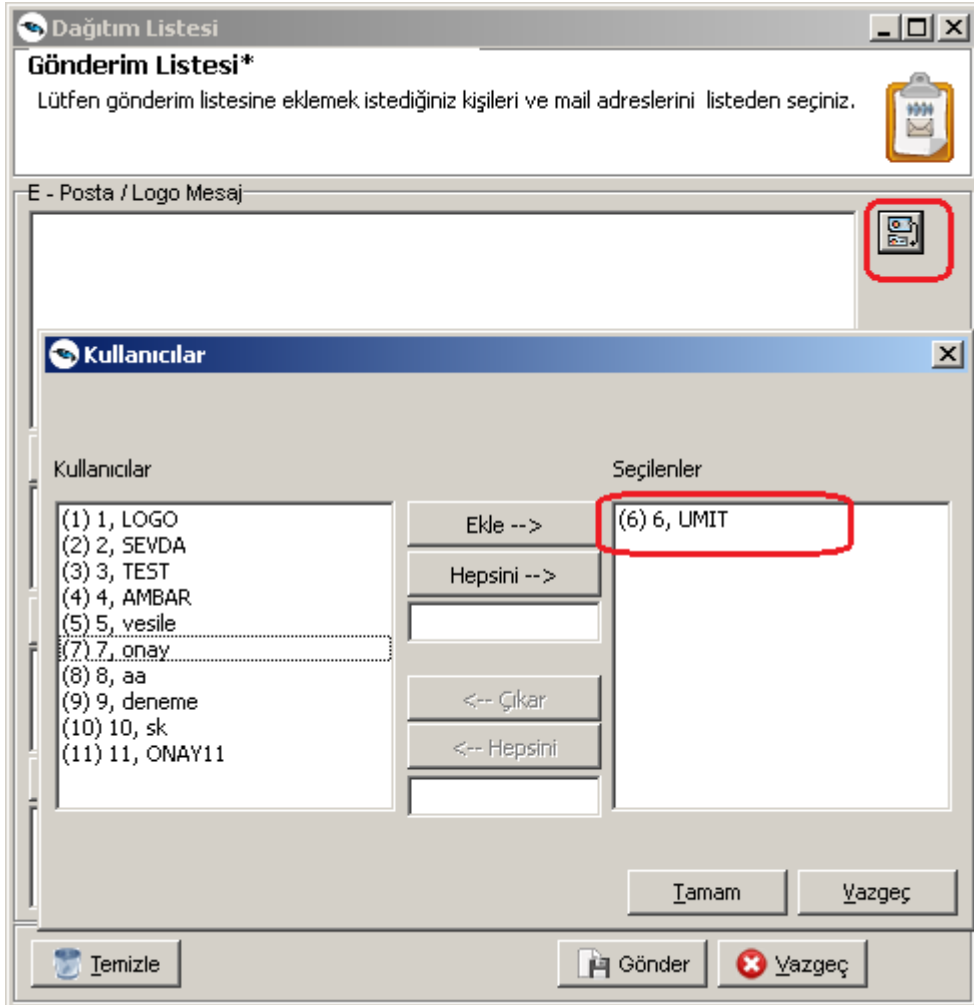 Dağıtım Listesi
Gönderim Listesi*
Lütfen gönderim listesine eklemek istediğiniz kişileri ve mail adreslerini listeden seçiniz.
E - Posta / Logo Mesaj
Kullanıcılar
Kullanıcılar
Seçilenler
(1) 1, LOGO
(2) 2, SEVDA
(3) 3, TEST
(4) 4, AMBAR
(5) 5, vesile
(7) 7, onay
(8) 8, aa
(9) 9, deneme
(10) 10, sk
(11) 11, ONAY11
Ekle -->
Hepsini -->
<-- Çıkar
<-- Hepsini
(6) 6, UMIT
Tamam
Vazgeç
Temizle
Gönder
Vazgeç